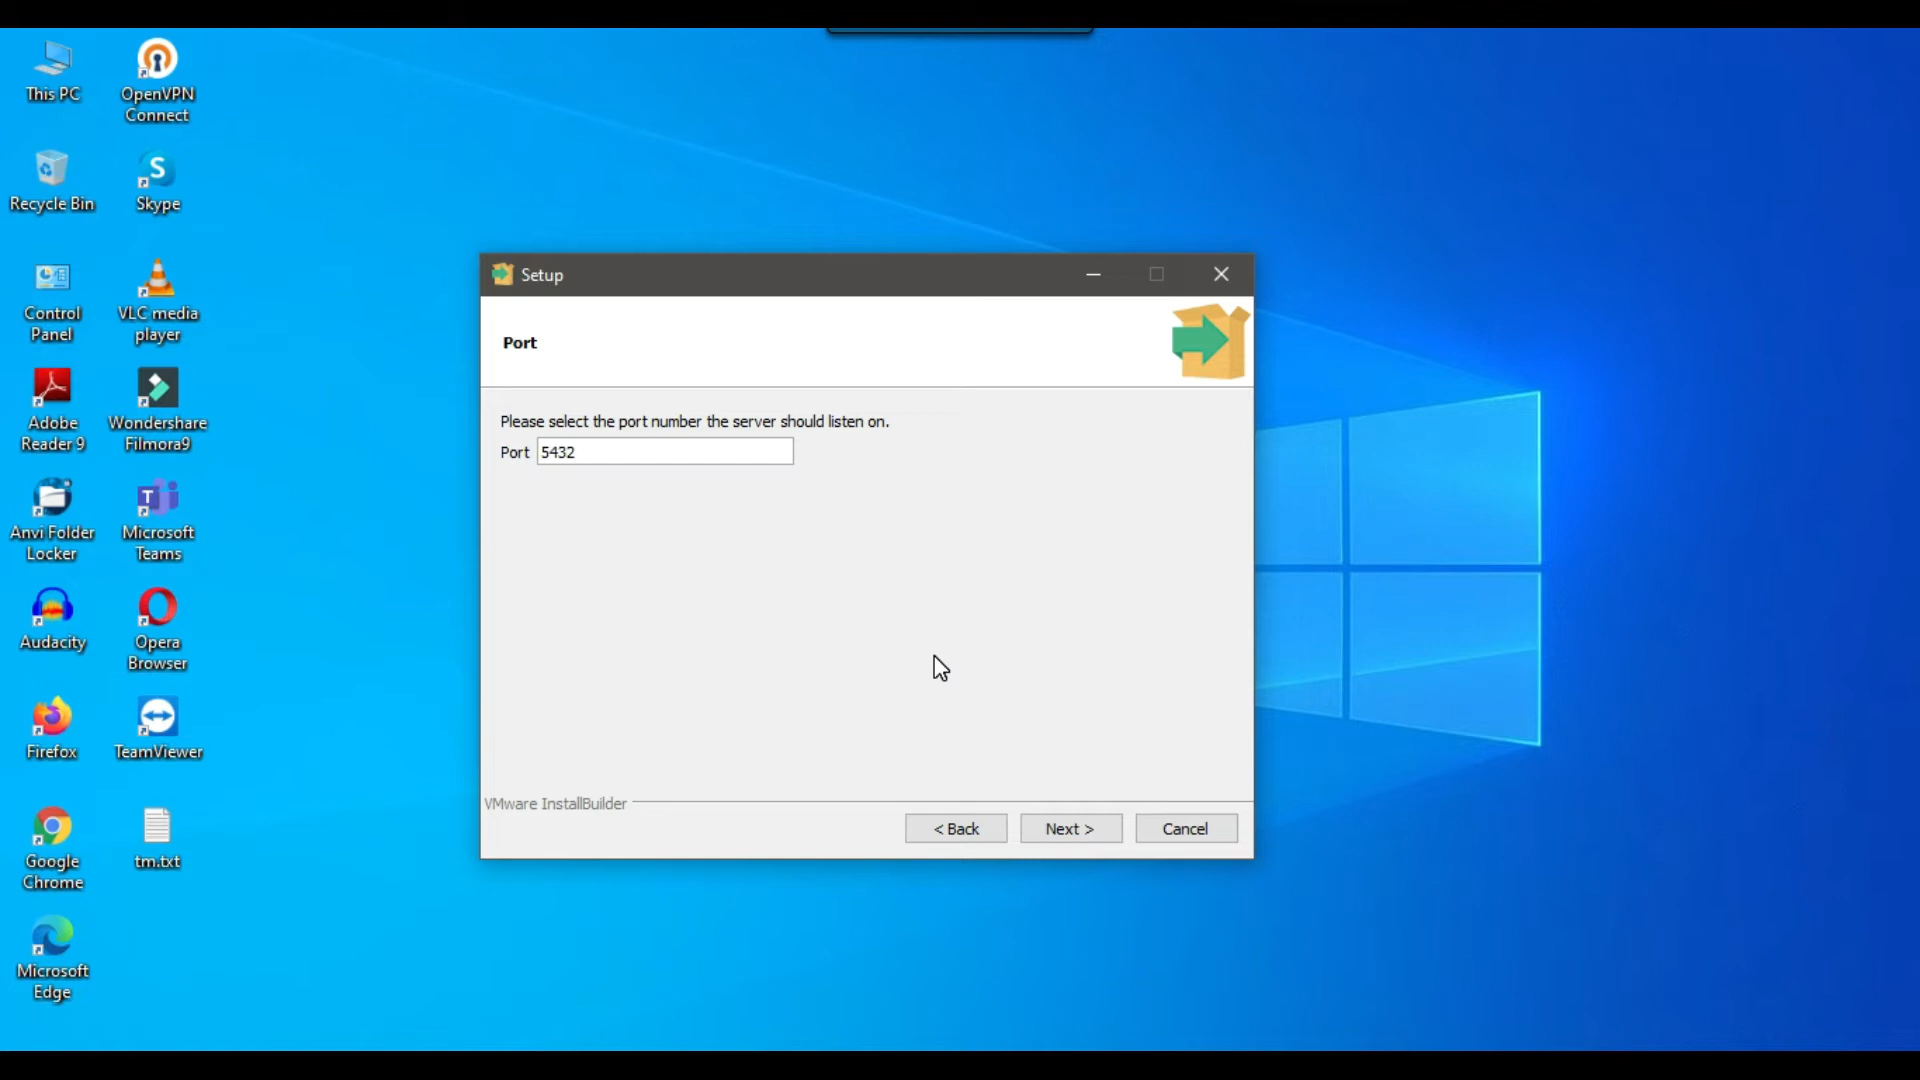 This PC
OpenVPN
Connect
Recycle Bin
Skype
Control
Panel
VLC media
player
Adobe
Reader 9
Wondershare
Filmora9
Anvi Folder
Locker
Microsoft
Teams
Audacity
Opera
Browser
Firefox
TeamViewer
Google
Chrome
tm.txt
Microsoft
Edge
Setup
Port
Please select the port number the server should listen on.
Port 5432
VMware InstallBuilder
< Back Next > Cancel